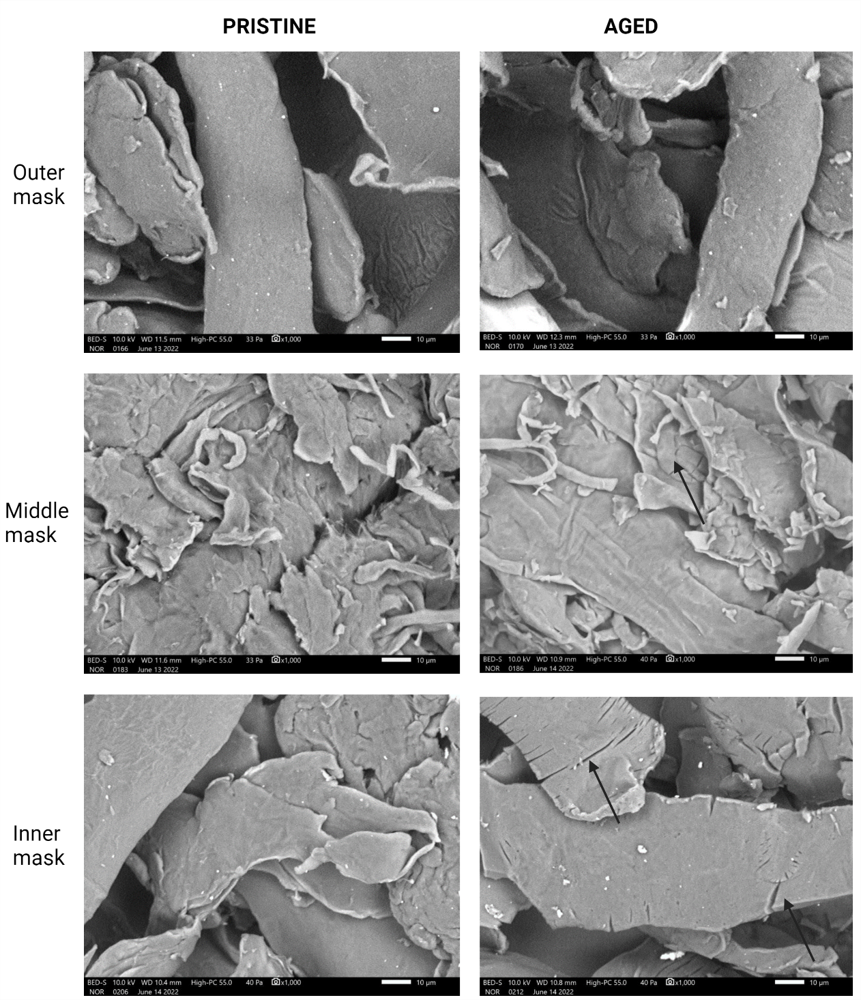 PRISTINE
AGED
Outer
mask
BED-S 10.0 kV WD 11.5 mm High-PC 55.0 33 Pa x1,000 10 µm
NOR 0166 June 13 2022
BED-S 10.0 kV WD 12.3 mm High-PC 55.0 33 Pa x1,000 10 µm
NOR 0170 June 13 2022
Middle
mask
BED-S 10.0 kV WD 11.6 mm High-PC 55.0 33 Pa x1,000 10 µm
NOR 0183 June 13 2022
BED-S 10.0 kV WD 10.9 mm High-PC 55.0 40 Pa x1,000 10 µm
NOR 0186 June 14 2022
Inner
mask
BED-S 10.0 kV WD 10.4 mm High-PC 55.0 40 Pa x1,000 10 µm
NOR 0206 June 14 2022
BED-S 10.0 kV WD 10.8 mm High-PC 55.0 40 Pa x1,000 10 µm
NOR 0212 June 14 2022